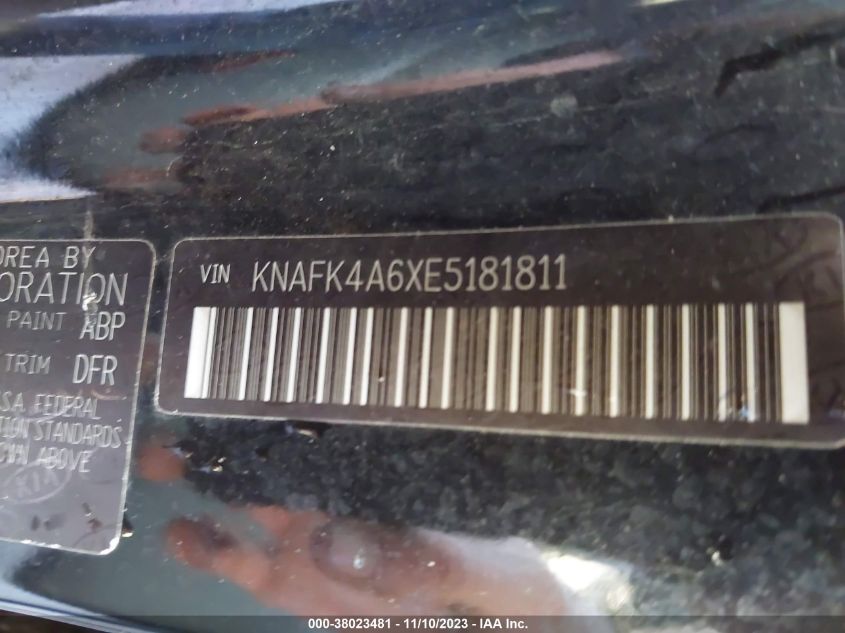 OREA BY
ORATION
PAINT ABP
TRIM DFR
FEDERAL
STANDARDS
ABOVE
KIA
VIN KNAFK4A6XE5181811
000-38023481 - 11/10/2023 - IAA Inc.